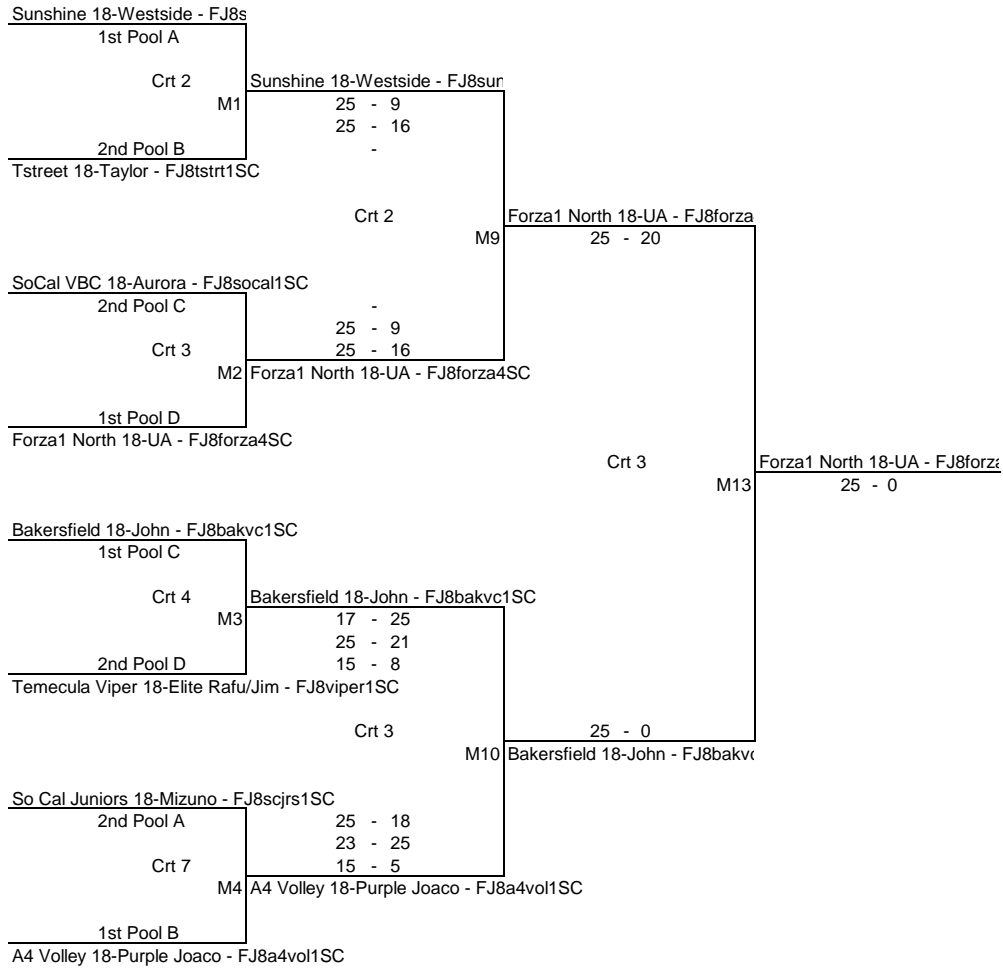 Sunshine 18-Westside - FJ8s
1st Pool A
Crt 2
Sunshine 18-Westside - FJ8sun
M1
25 - 9
25 - 16
2nd Pool B
-
Tstreet 18-Taylor - FJ8tstrt1SC
Crt 2
Forza1 North 18-UA - FJ8forza
M9
25 - 20
SoCal VBC 18-Aurora - FJ8socal1SC
2nd Pool C
-
25 - 9
Crt 3
25 - 16
M2
Forza1 North 18-UA - FJ8forza4SC
1st Pool D
Forza1 North 18-UA - FJ8forza4SC
Crt 3
Forza1 North 18-UA - FJ8forza
M13
25 - 0
Bakersfield 18-John - FJ8bakvc1SC
1st Pool C
Crt 4
Bakersfield 18-John - FJ8bakvc1SC
M3
17 - 25
25 - 21
2nd Pool D
15 - 8
Temecula Viper 18-Elite Rafu/Jim - FJ8viper1SC
Crt 3
25 - 0
M10
Bakersfield 18-John - FJ8bakvc
So Cal Juniors 18-Mizuno - FJ8scjrs1SC
2nd Pool A
25 - 18
23 - 25
Crt 7
15 - 5
M4
A4 Volley 18-Purple Joaco - FJ8a4vol1SC
1st Pool B
A4 Volley 18-Purple Joaco - FJ8a4vol1SC